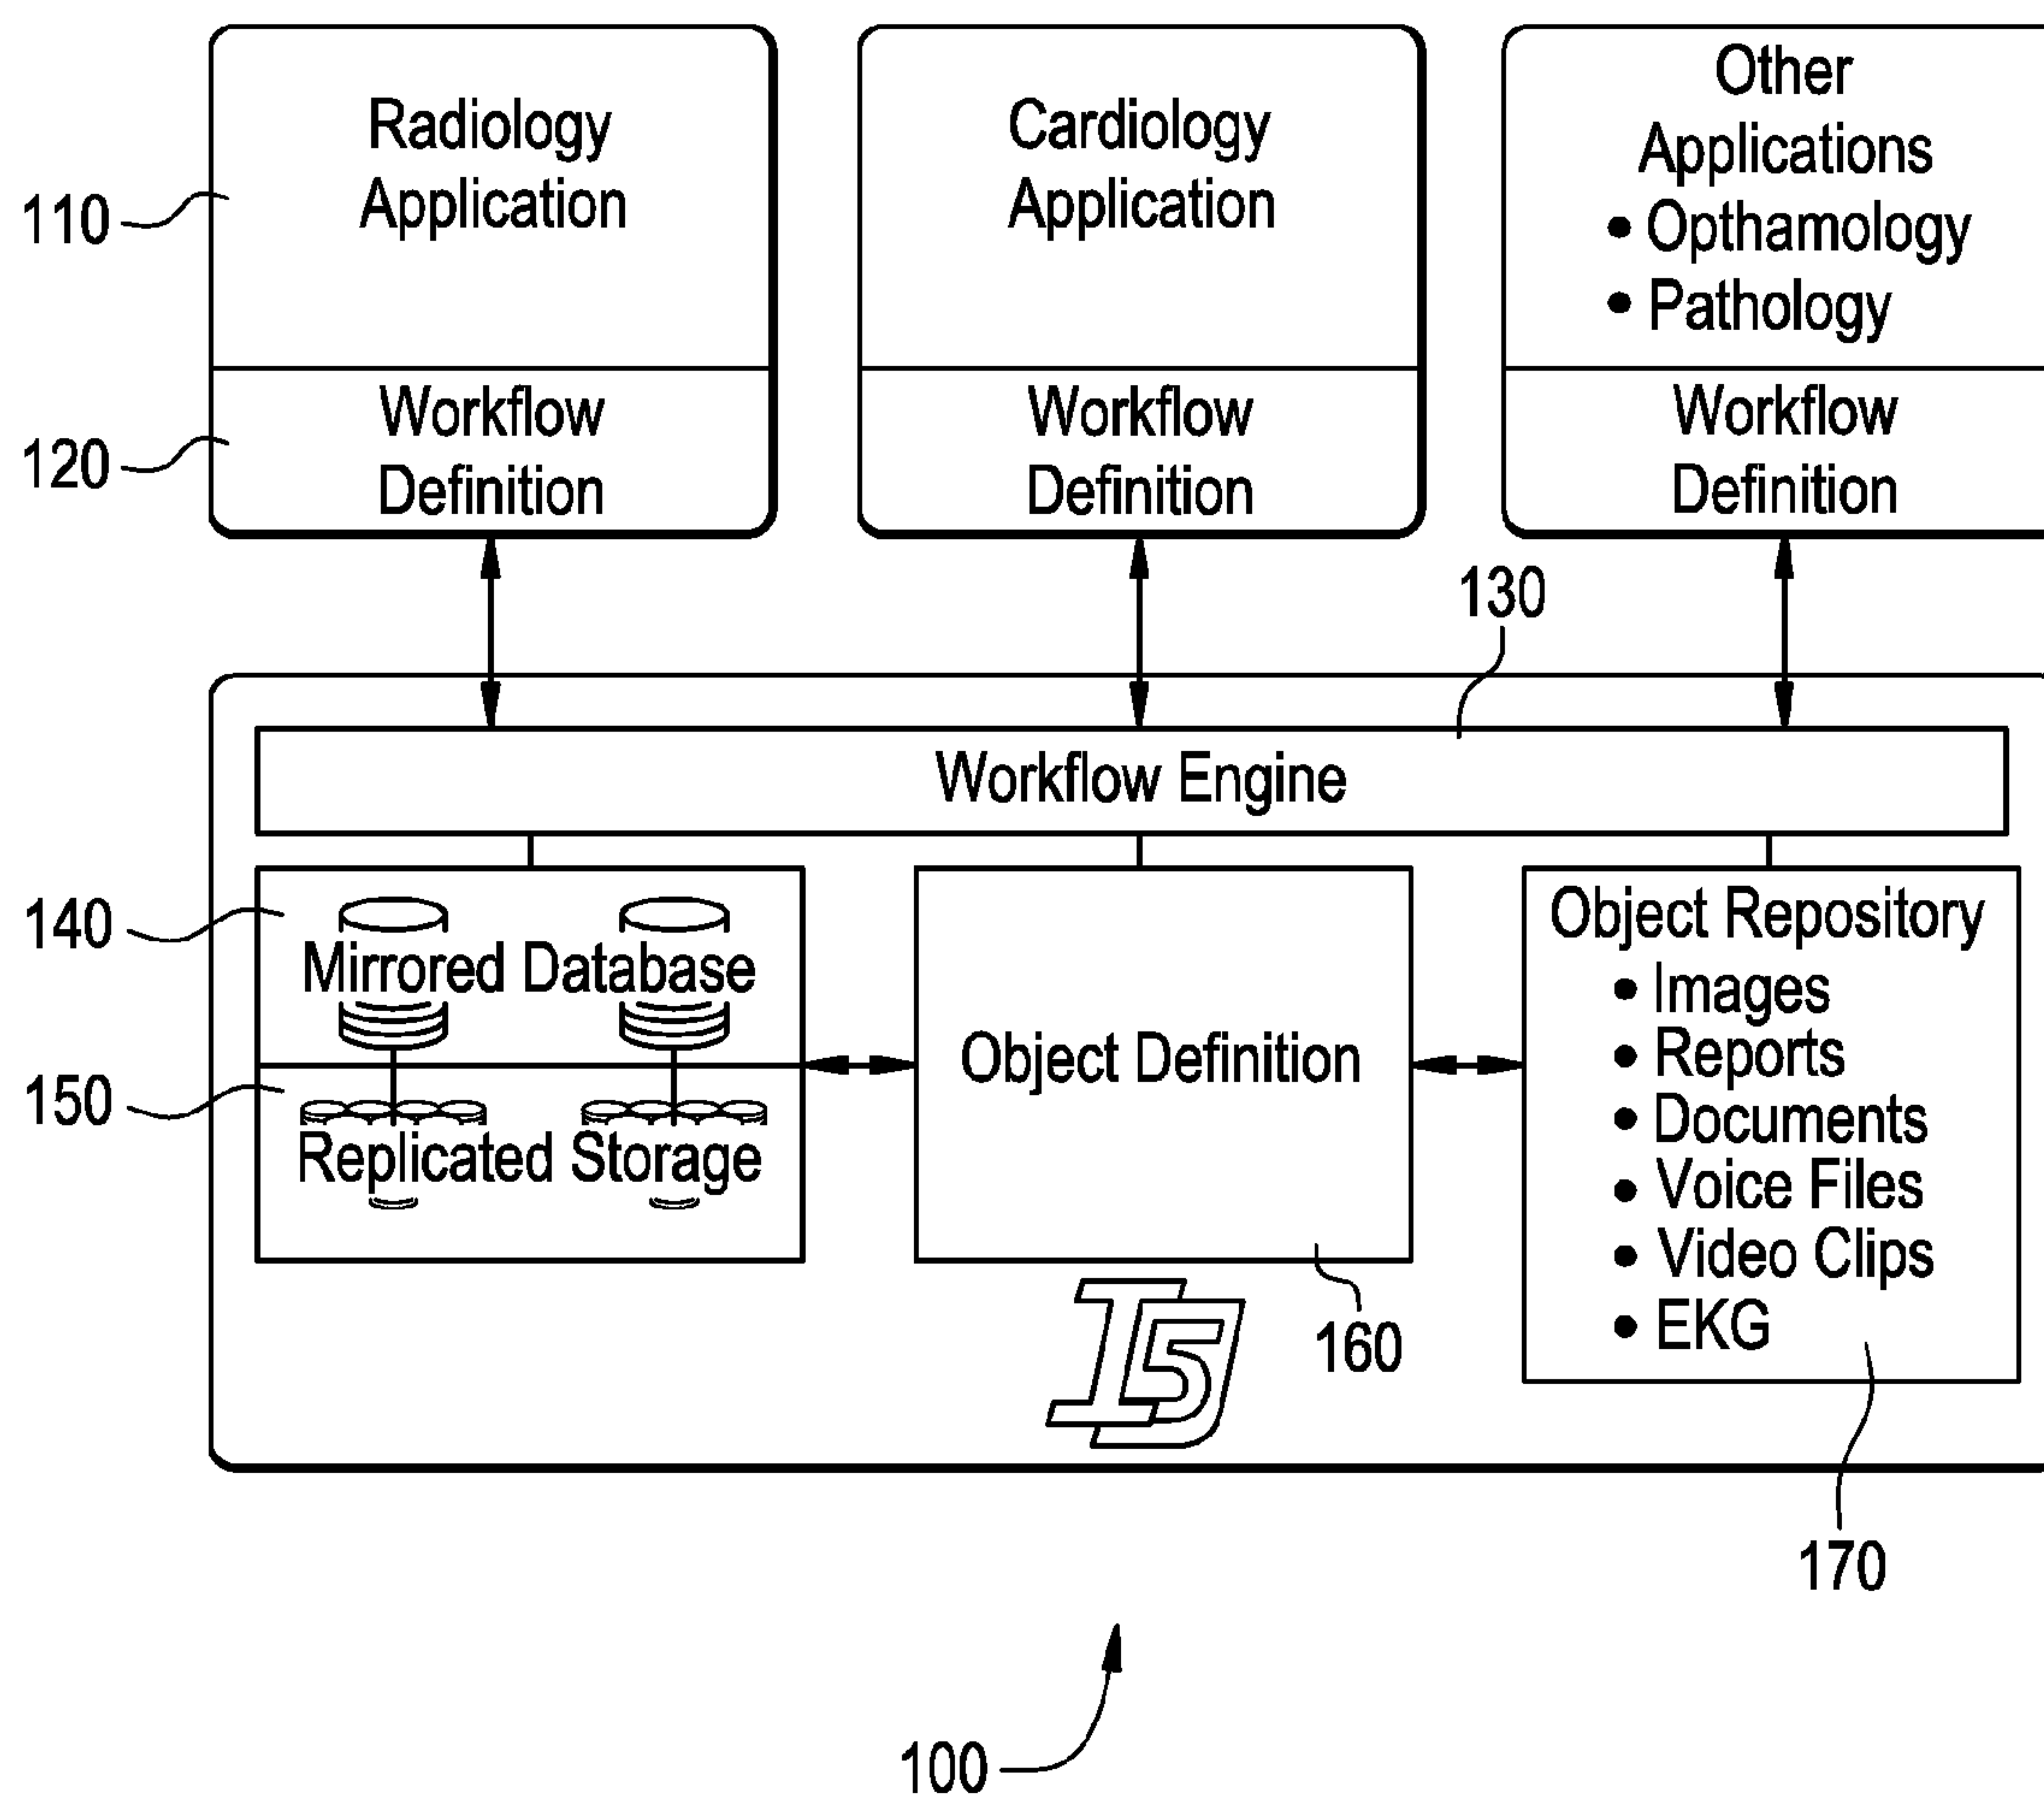 Radiology
Application
Cardiology
Application
Other
Applications
• Opthamology
• Pathology
110
Workflow
Definition
Workflow
Definition
Workflow
Definition
120
130
Workflow Engine
140
Mirrored Database
150
Replicated Storage
Object Definition
160
Object Repository
• Images
• Reports
• Documents
• Voice Files
• Video Clips
• EKG
I5
170
100